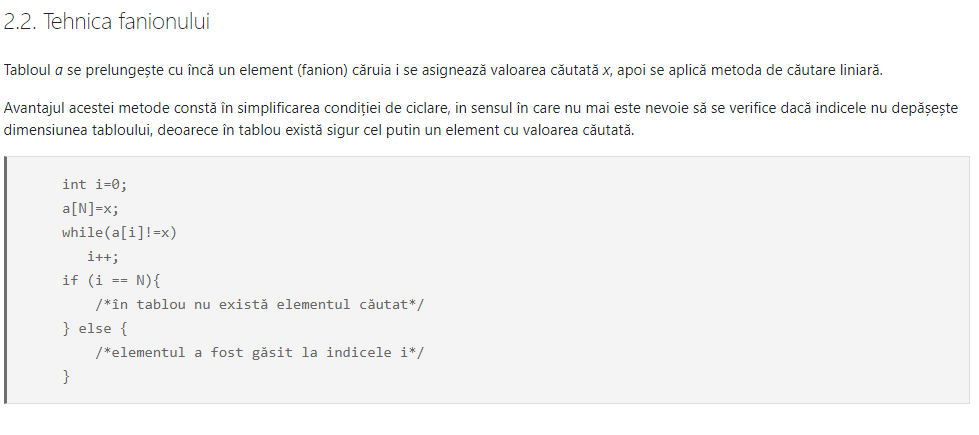 2.2. Tehnica fanionului
Tabloul a se prelungește cu încă un element (fanion) căruia i se asignează valoarea căutată x, apoi se aplică metoda de căutare liniară.
Avantajul acestei metode constă în simplificarea condiției de ciclare, in sensul în care nu mai este nevoie să se verifice dacă indicele nu depășește
dimensiunea tabloului, deoarece în tablou există sigur cel putin un element cu valoarea căutată.
int i=0;
a[N]=x;
while(a[i]!=x)
i++;
if (i == N){
/*în tablou nu există elementul căutat*/
} else {
/*elementul a fost găsit la indicele i*/
}